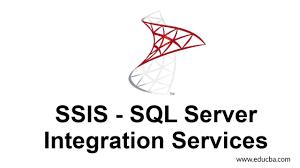 SSIS - SQL Server
Integration Services
www.educba.com